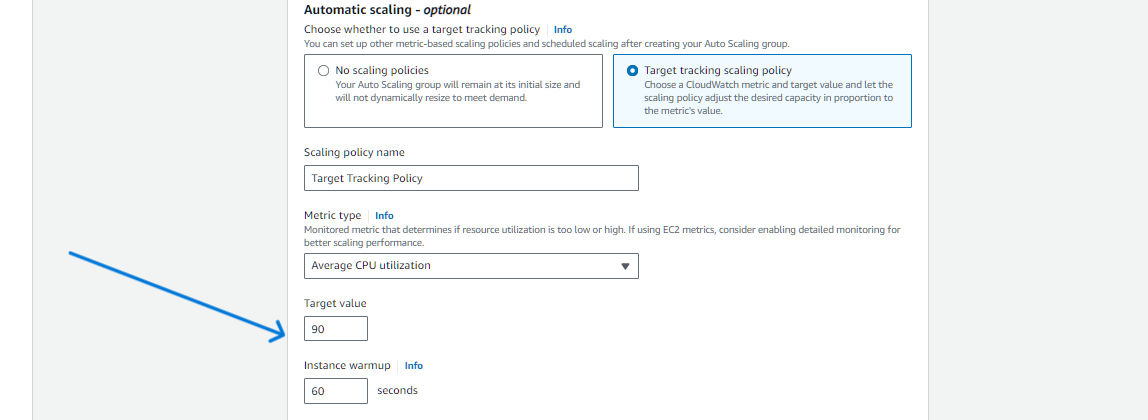 Automatic scaling - optional
Choose whether to use a target tracking policy Info
You can set up other metric-based scaling policies and scheduled scaling after creating your Auto Scaling group.
No scaling policies
Your Auto Scaling group will remain at its initial size and
will not dynamically resize to meet demand.
Target tracking scaling policy
Choose a CloudWatch metric and target value and let the
scaling policy adjust the desired capacity in proportion to
the metric's value.
Scaling policy name
Target Tracking Policy
Metric type Info
Monitored metric that determines if resource utilization is too low or high. If using EC2 metrics, consider enabling detailed monitoring for
better scaling performance.
Average CPU utilization
Target value
90
Instance warmup Info
60 seconds